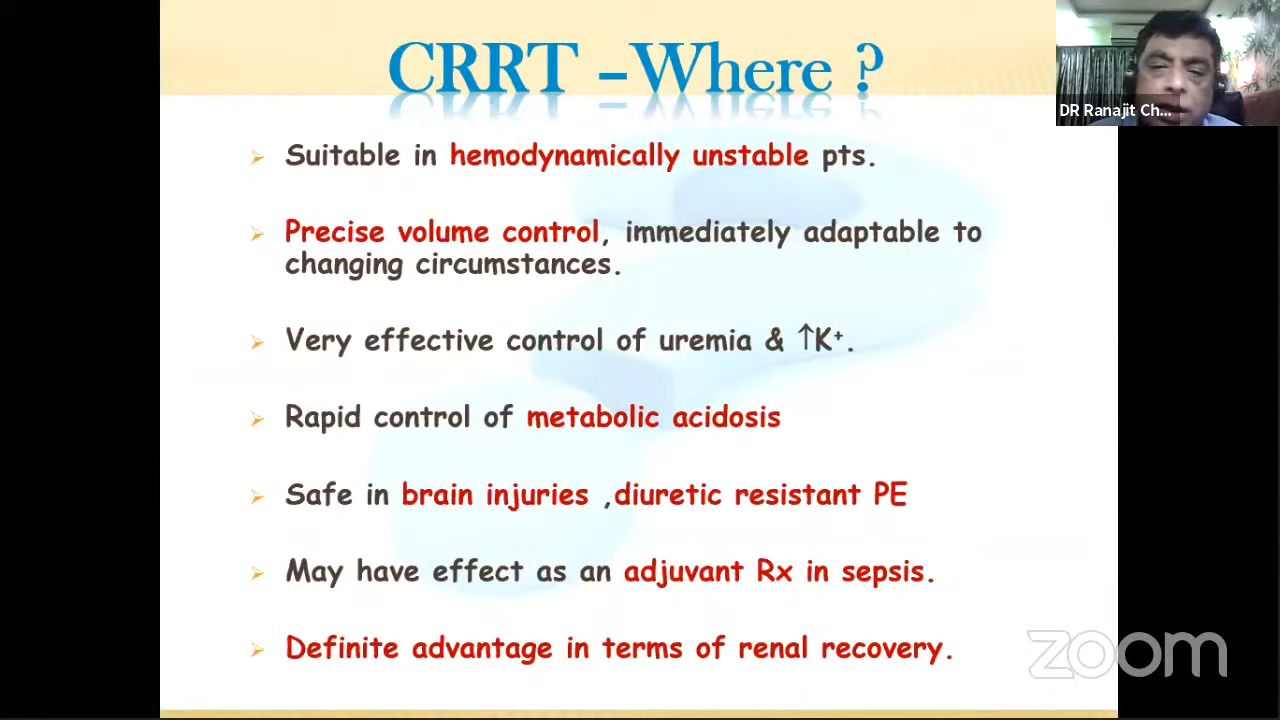 CRRT –Where ?
DR Ranajit Ch...
Suitable in hemodynamically unstable pts.
Precise volume control, immediately adaptable to
changing circumstances.
Very effective control of uremia & ↑K⁺.
Rapid control of metabolic acidosis
Safe in brain injuries ,diuretic resistant PE
May have effect as an adjuvant Rx in sepsis.
Definite advantage in terms of renal recovery.
zoom